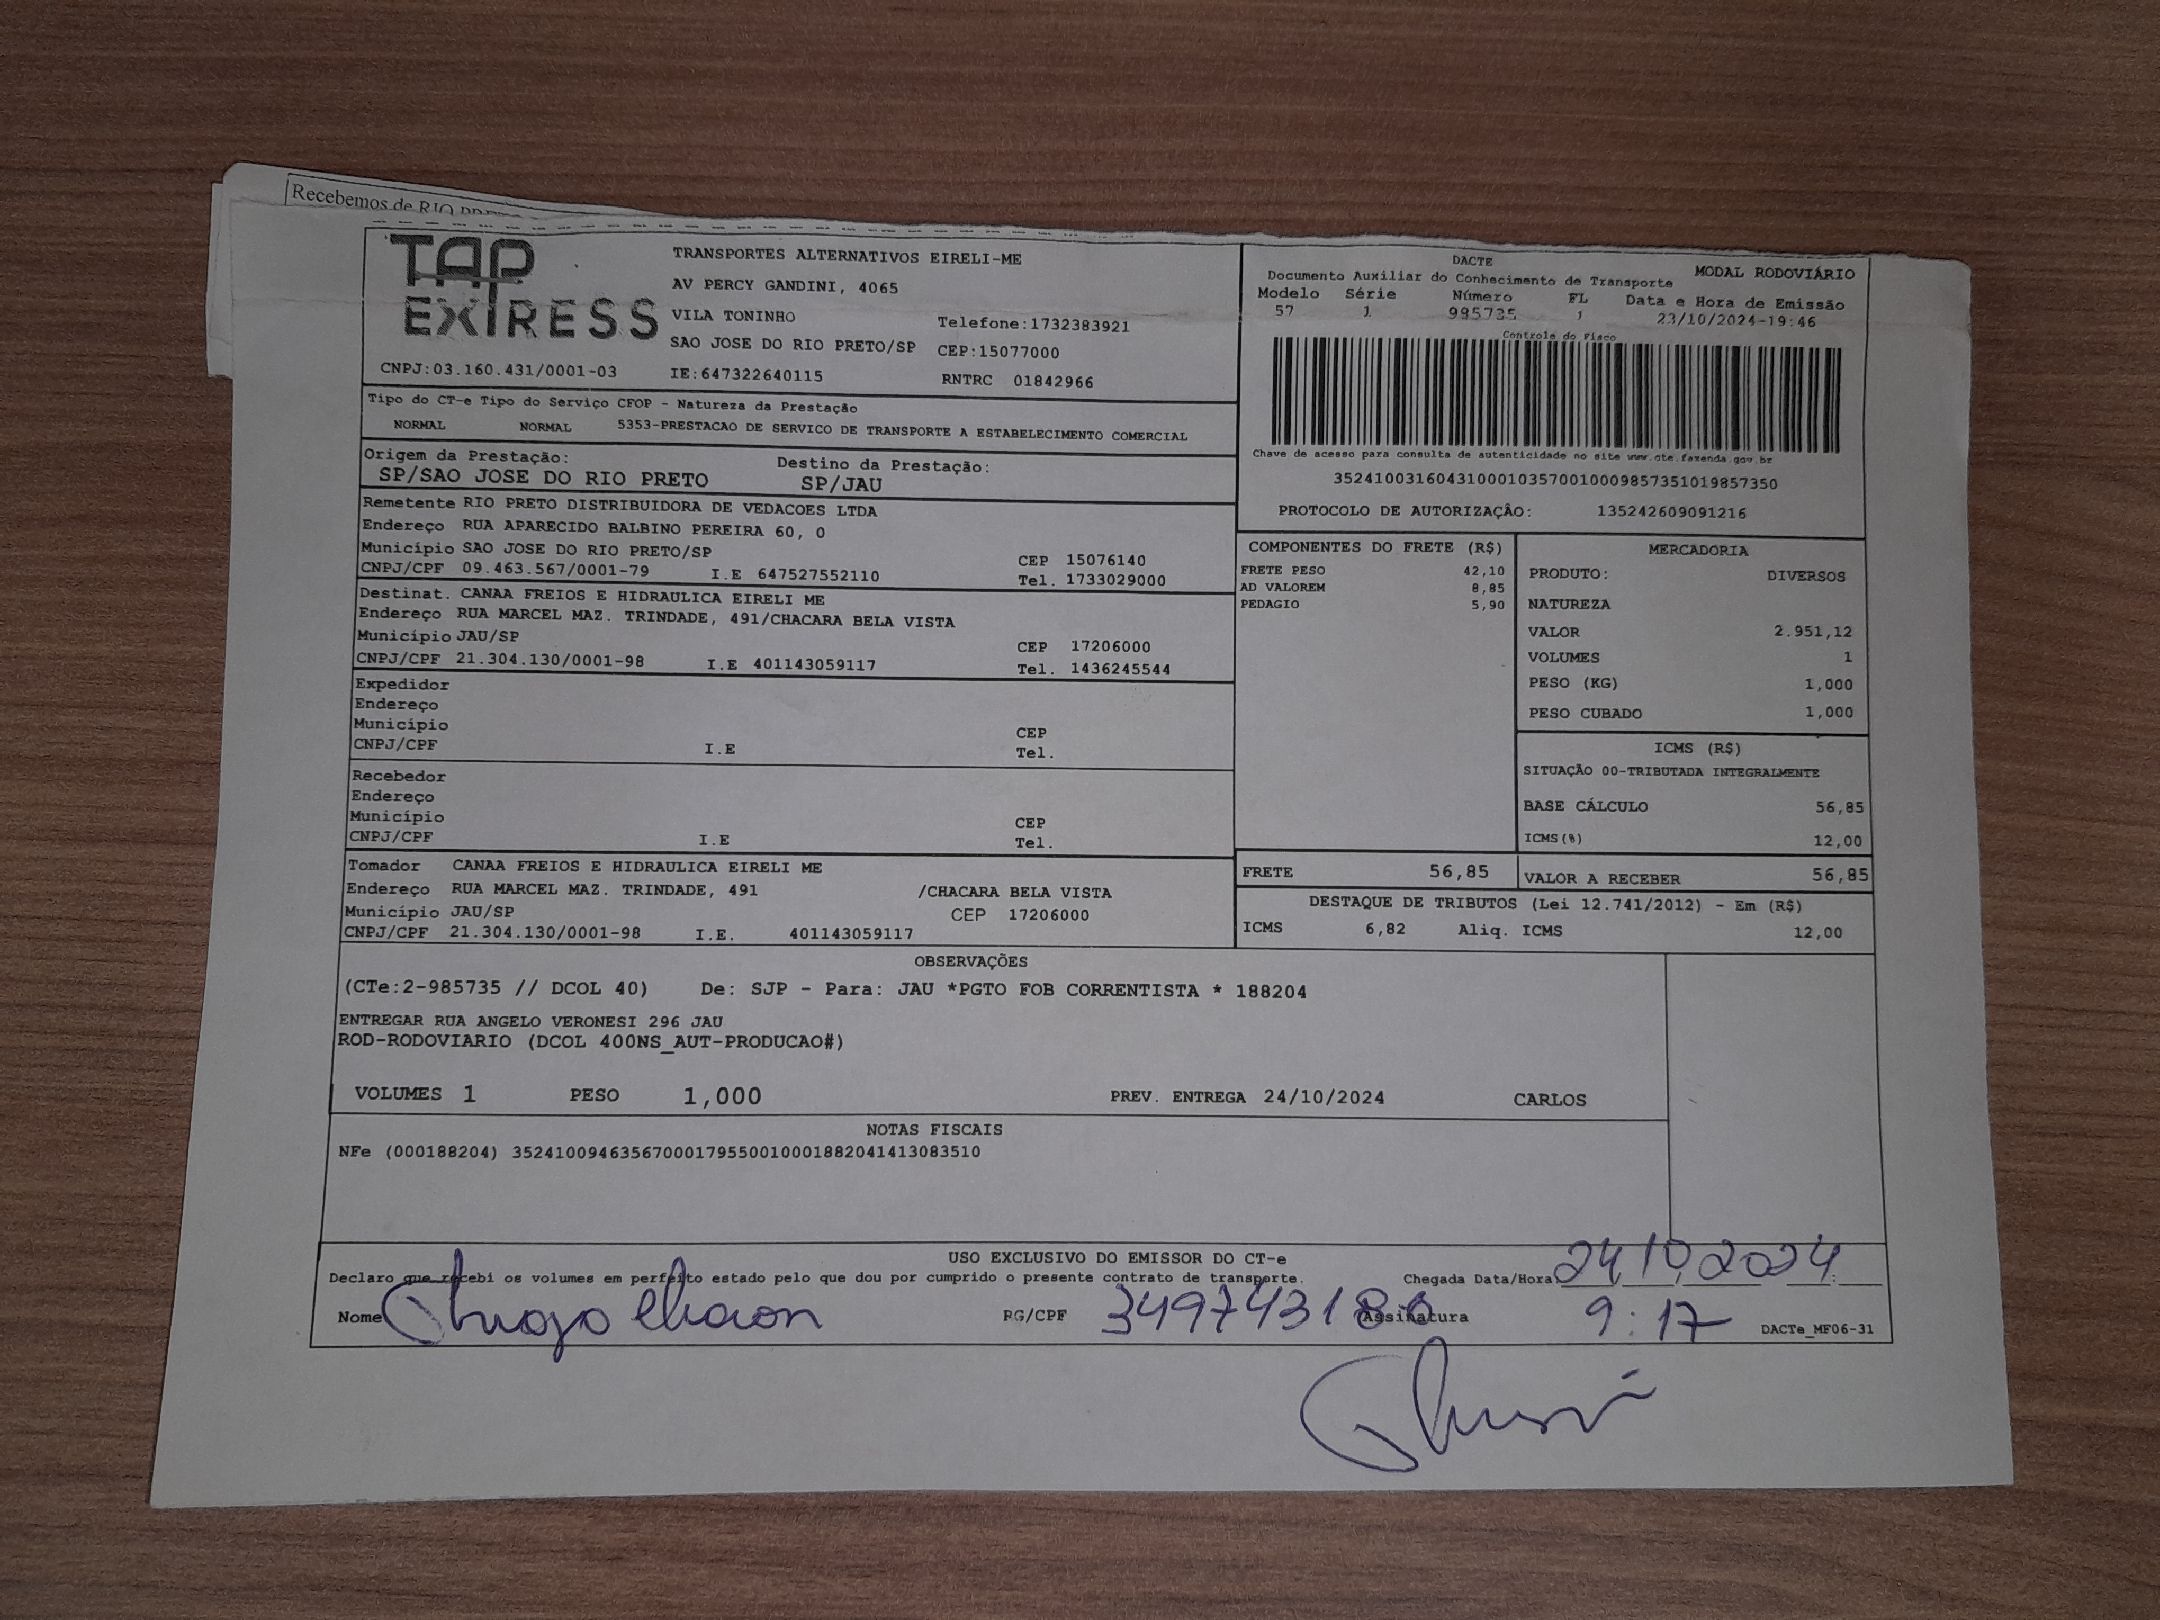 Recebemos de RIO PRETO
TAP
EXPRESS
TRANSPORTES ALTERNATIVOS EIRELI-ME
AV PERCY GANDINI, 4065
VILA TONINHO Telefone:1732383921
SAO JOSE DO RIO PRETO/SP CEP:15077000
CNPJ:03.160.431/0001-03 IE:647322640115 RNTRC 01842966
DACTE MODAL RODOVIÁRIO
Documento Auxiliar do Conhecimento de Transporte
Modelo Série Número FL Data e Hora de Emissão
57 1 985735 1 23/10/2024-19:46
Controle do Fisco
Chave de acesso para consulta de autenticidade no site www.cte.fazenda.gov.br
35241003160431000103570010009857351019857350
PROTOCOLO DE AUTORIZAÇÃO: 135242609091216
Tipo do CT-e Tipo do Serviço CFOP - Natureza da Prestação
NORMAL NORMAL 5353-PRESTACAO DE SERVICO DE TRANSPORTE A ESTABELECIMENTO COMERCIAL
Origem da Prestação: Destino da Prestação:
SP/SAO JOSE DO RIO PRETO SP/JAU
Remetente RIO PRETO DISTRIBUIDORA DE VEDACOES LTDA
Endereço RUA APARECIDO BALBINO PEREIRA 60, 0
Município SAO JOSE DO RIO PRETO/SP CEP 15076140
CNPJ/CPF 09.463.567/0001-79 I.E 647527552110 Tel. 1733029000
Destinat. CANAA FREIOS E HIDRAULICA EIRELI ME
Endereço RUA MARCEL MAZ. TRINDADE, 491/CHACARA BELA VISTA
Município JAU/SP CEP 17206000
CNPJ/CPF 21.304.130/0001-98 I.E 401143059117 Tel. 1436245544
Expedidor
Endereço
Município CEP
CNPJ/CPF I.E Tel.
Recebedor
Endereço
Município CEP
CNPJ/CPF I.E Tel.
Tomador CANAA FREIOS E HIDRAULICA EIRELI ME
Endereço RUA MARCEL MAZ. TRINDADE, 491 /CHACARA BELA VISTA
Município JAU/SP CEP 17206000
CNPJ/CPF 21.304.130/0001-98 I.E. 401143059117
COMPONENTES DO FRETE (R$)
FRETE PESO 42,10
AD VALOREM 8,85
PEDAGIO 5,90
MERCADORIA
PRODUTO: DIVERSOS
NATUREZA
VALOR 2.951,12
VOLUMES 1
PESO (KG) 1,000
PESO CUBADO 1,000
ICMS (R$)
SITUAÇÃO 00-TRIBUTADA INTEGRALMENTE
BASE CÁLCULO 56,85
ICMS(%) 12,00
FRETE 56,85 VALOR A RECEBER 56,85
DESTAQUE DE TRIBUTOS (Lei 12.741/2012) - Em (R$)
ICMS 6,82 Aliq. ICMS 12,00
OBSERVAÇÕES
(CTe:2-985735 // DCOL 40) De: SJP - Para: JAU *PGTO FOB CORRENTISTA * 188204
ENTREGAR RUA ANGELO VERONESI 296 JAU
ROD-RODOVIARIO (DCOL 400NS_AUT-PRODUCAO#)
VOLUMES 1 PESO 1,000 PREV. ENTREGA 24/10/2024 CARLOS
NOTAS FISCAIS
NFe (000188204) 35241009463567000179550010001882041413083510
USO EXCLUSIVO DO EMISSOR DO CT-e
Declaro que recebi os volumes em perfeito estado pelo que dou por cumprido o presente contrato de transporte. Chegada Data/Hora: 24 10 2024
Nome RG/CPF Assinatura 9:17 DACTe_MF06-31